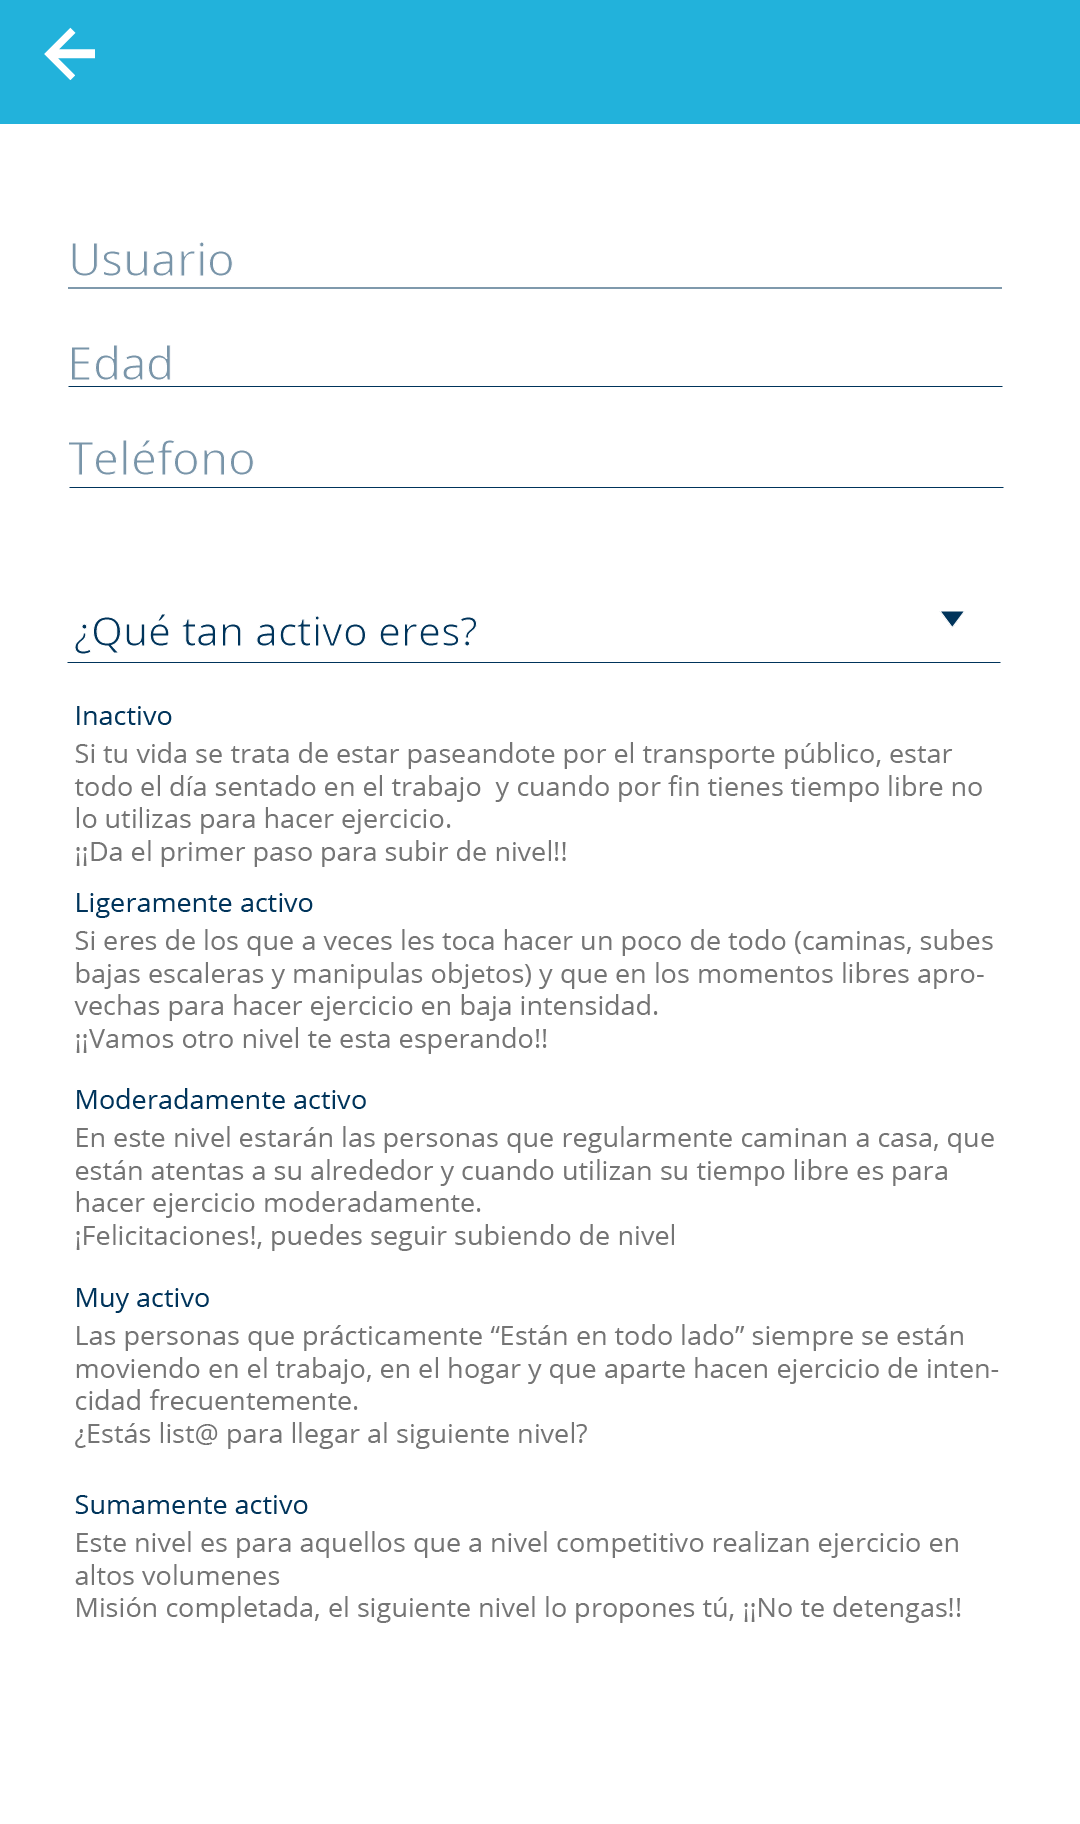 Usuario
Edad
Teléfono
¿Qué tan activo eres?
Inactivo
Si tu vida se trata de estar paseandote por el transporte público, estar
todo el día sentado en el trabajo  y cuando por fin tienes tiempo libre no
lo utilizas para hacer ejercicio.
¡¡Da el primer paso para subir de nivel!!
Ligeramente activo
Si eres de los que a veces les toca hacer un poco de todo (caminas, subes
bajas escaleras y manipulas objetos) y que en los momentos libres apro-
vechas para hacer ejercicio en baja intensidad.
¡¡Vamos otro nivel te esta esperando!!
Moderadamente activo
En este nivel estarán las personas que regularmente caminan a casa, que
están atentas a su alrededor y cuando utilizan su tiempo libre es para
hacer ejercicio moderadamente.
¡Felicitaciones!, puedes seguir subiendo de nivel
Muy activo
Las personas que prácticamente “Están en todo lado” siempre se están
moviendo en el trabajo, en el hogar y que aparte hacen ejercicio de inten-
cidad frecuentemente.
¿Estás list@ para llegar al siguiente nivel?
Sumamente activo
Este nivel es para aquellos que a nivel competitivo realizan ejercicio en
altos volumenes
Misión completada, el siguiente nivel lo propones tú, ¡¡No te detengas!!